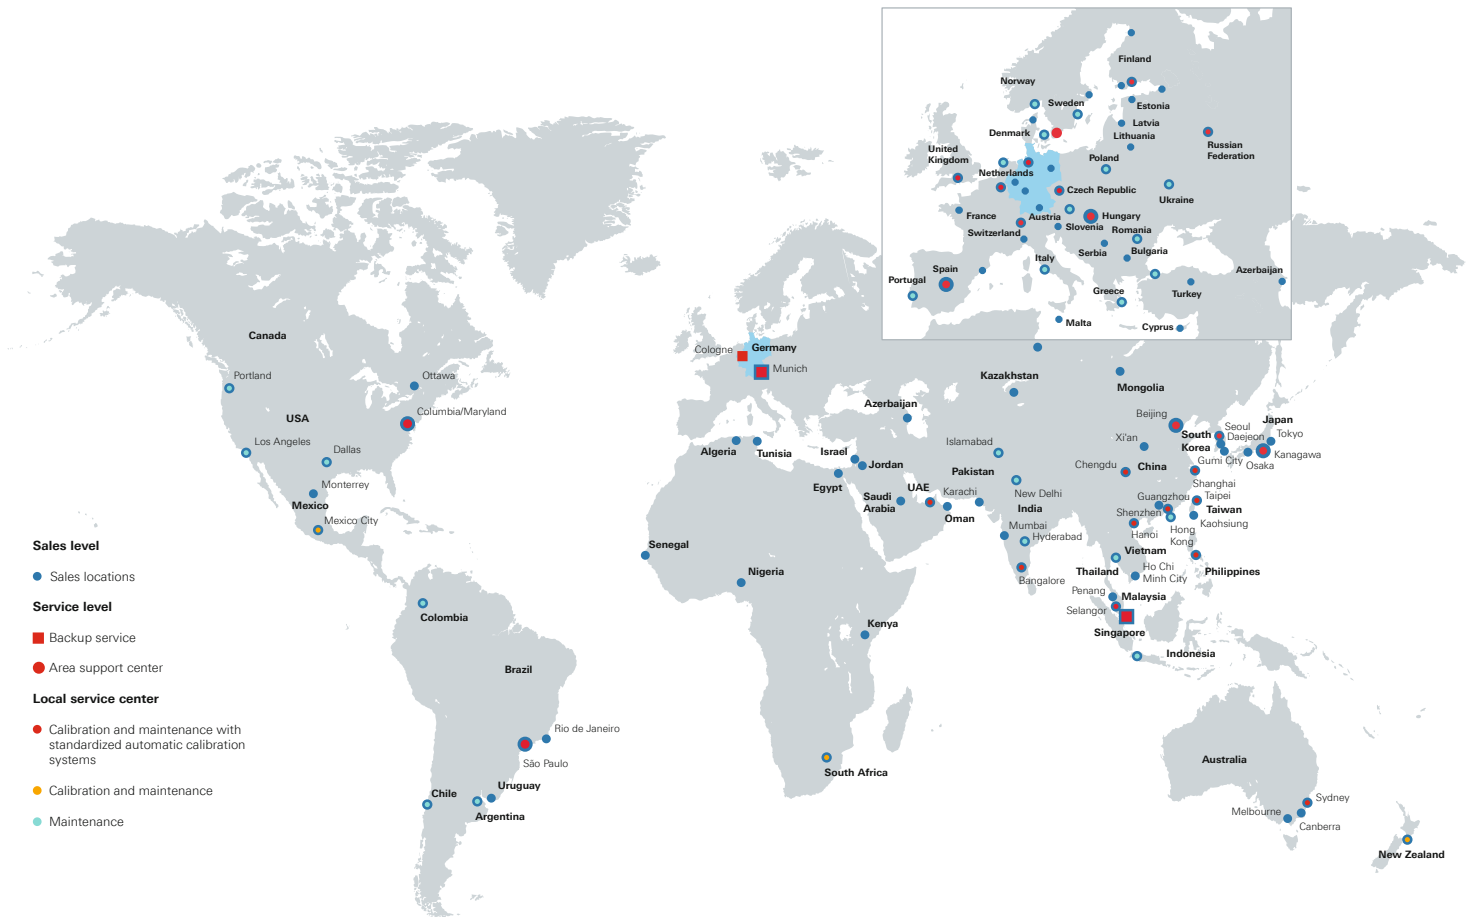 Finland
Norway
Sweden
Estonia
Latvia
Denmark
Lithuania
Russian
Federation
United
Kingdom
Poland
Netherlands
Czech Republic
Ukraine
France
Austria
Hungary
Slovenia
Switzerland
Romania
Serbia
Bulgaria
Italy
Spain
Azerbaijan
Portugal
Greece
Turkey
Malta
Cyprus
Canada
Portland
Ottawa
USA
Columbia/Maryland
Los Angeles
Dallas
Monterrey
Mexico
Mexico City
Cologne
Germany
Munich
Kazakhstan
Mongolia
Azerbaijan
Beijing
Japan
Seoul
South
Korea
Daejeon
Tokyo
Xi'an
Kanagawa
Islamabad
Algeria
Tunisia
Israel
Jordan
Gumi City
Osaka
Chengdu
China
Pakistan
Egypt
UAE
Karachi
Shanghai
Saudi
Arabia
New Delhi
Guangzhou
Taipei
India
Taiwan
Oman
Shenzhen
Kaohsiung
Mumbai
Hyderabad
Hanoi
Hong
Kong
Senegal
Vietnam
Nigeria
Bangalore
Thailand
Ho Chi
Minh City
Philippines
Penang
Malaysia
Selangor
Singapore
Kenya
Indonesia
Colombia
Brazil
Rio de Janeiro
São Paulo
Uruguay
Chile
Argentina
South Africa
Australia
Sydney
Melbourne
Canberra
New Zealand
Sales level
Sales locations
Service level
Backup service
Area support center
Local service center
Calibration and maintenance with
standardized automatic calibration
systems
Calibration and maintenance
Maintenance